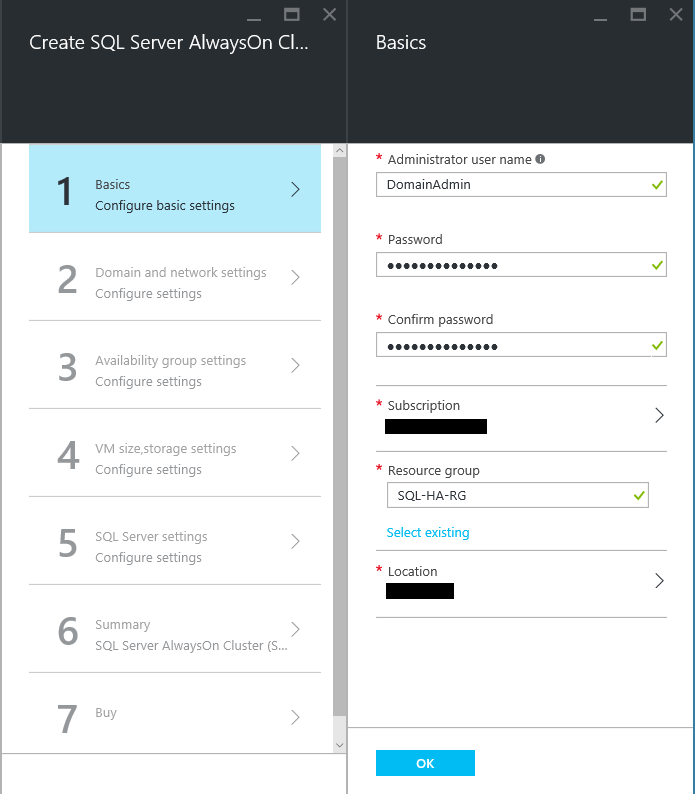 Create SQL Server AlwaysOn Cl...
1
Basics
Configure basic settings
2
Domain and network settings
Configure settings
3
Availability group settings
Configure settings
4
VM size,storage settings
Configure settings
5
SQL Server settings
Configure settings
6
Summary
SQL Server AlwaysOn Cluster (S...
7
Buy
Basics
* Administrator user name
DomainAdmin
* Password
••••••••••••••
* Confirm password
••••••••••••••
* Subscription
* Resource group
SQL-HA-RG
Select existing
* Location
OK